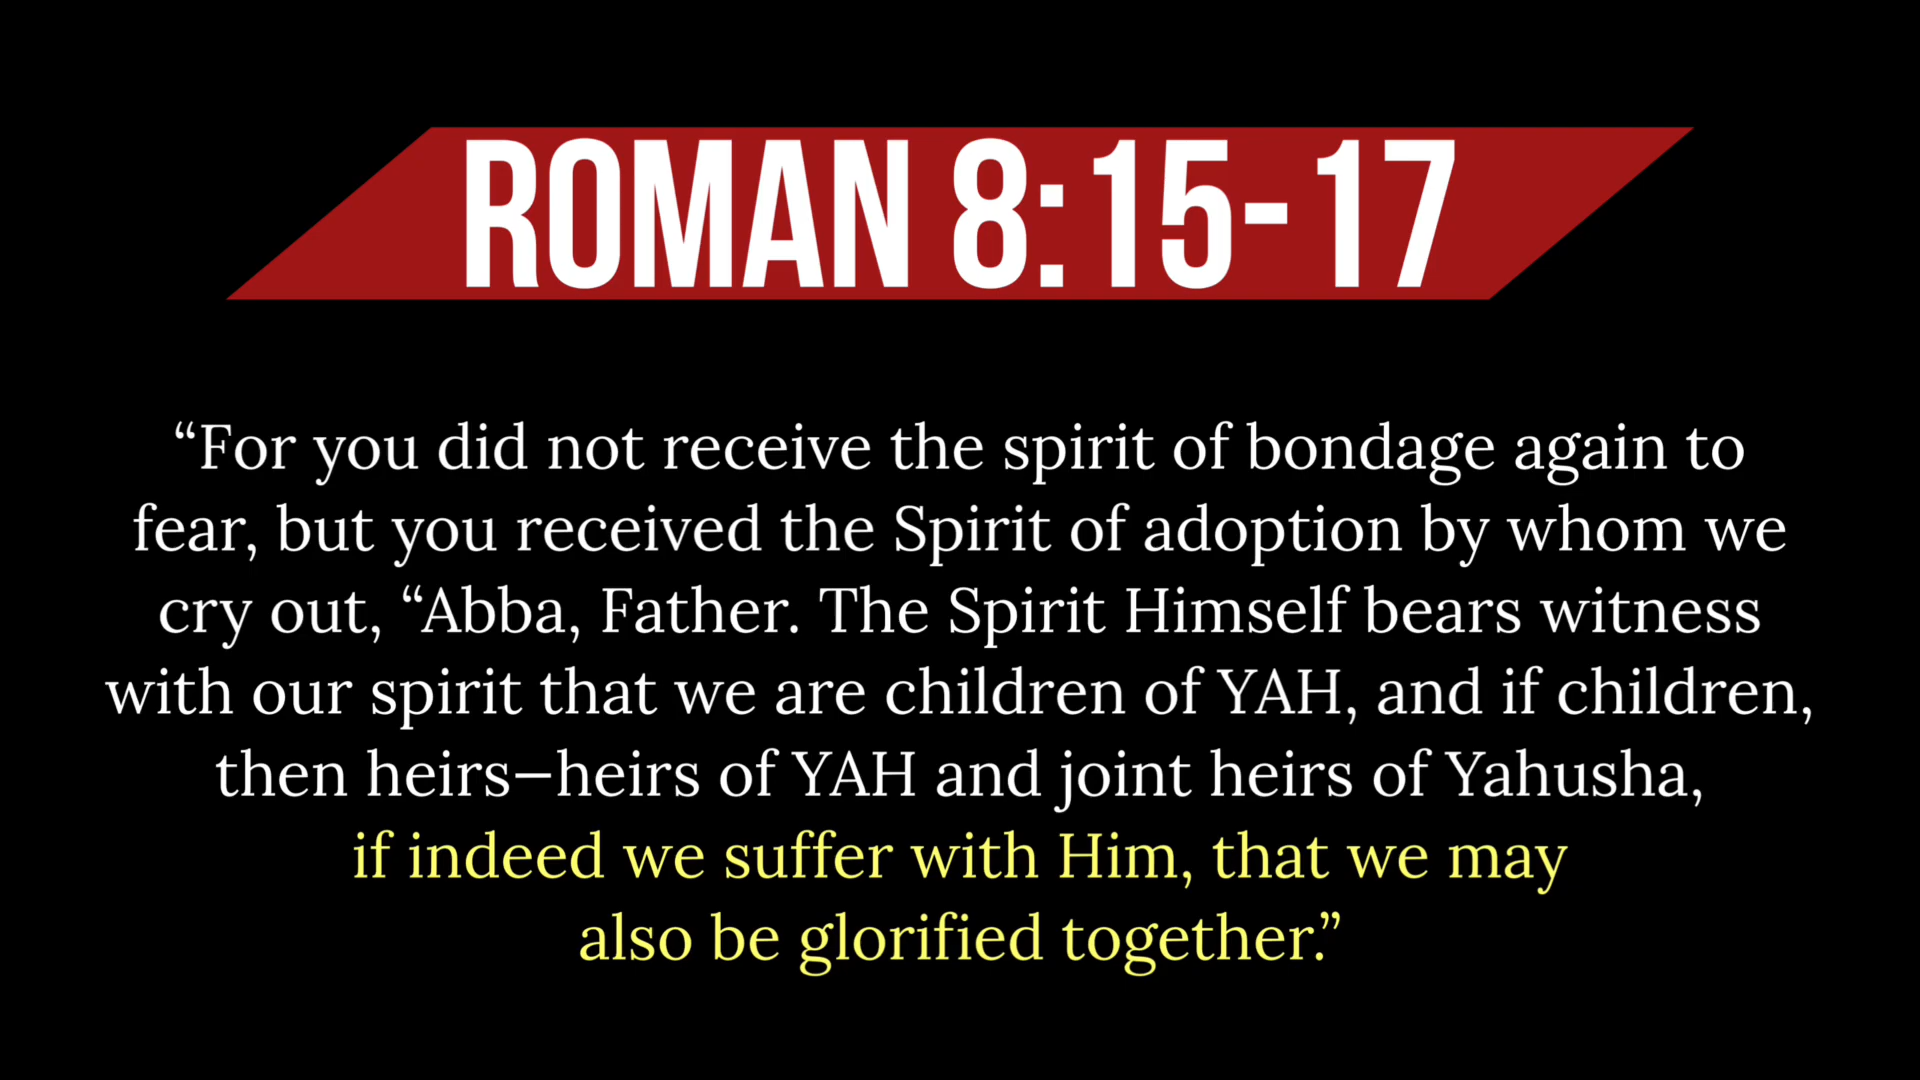 ROMAN 8:15-17
“For you did not receive the spirit of bondage again to
fear, but you received the Spirit of adoption by whom we
cry out, “Abba, Father. The Spirit Himself bears witness
with our spirit that we are children of YAH, and if children,
then heirs—heirs of YAH and joint heirs of Yahusha,
if indeed we suffer with Him, that we may
also be glorified together.”